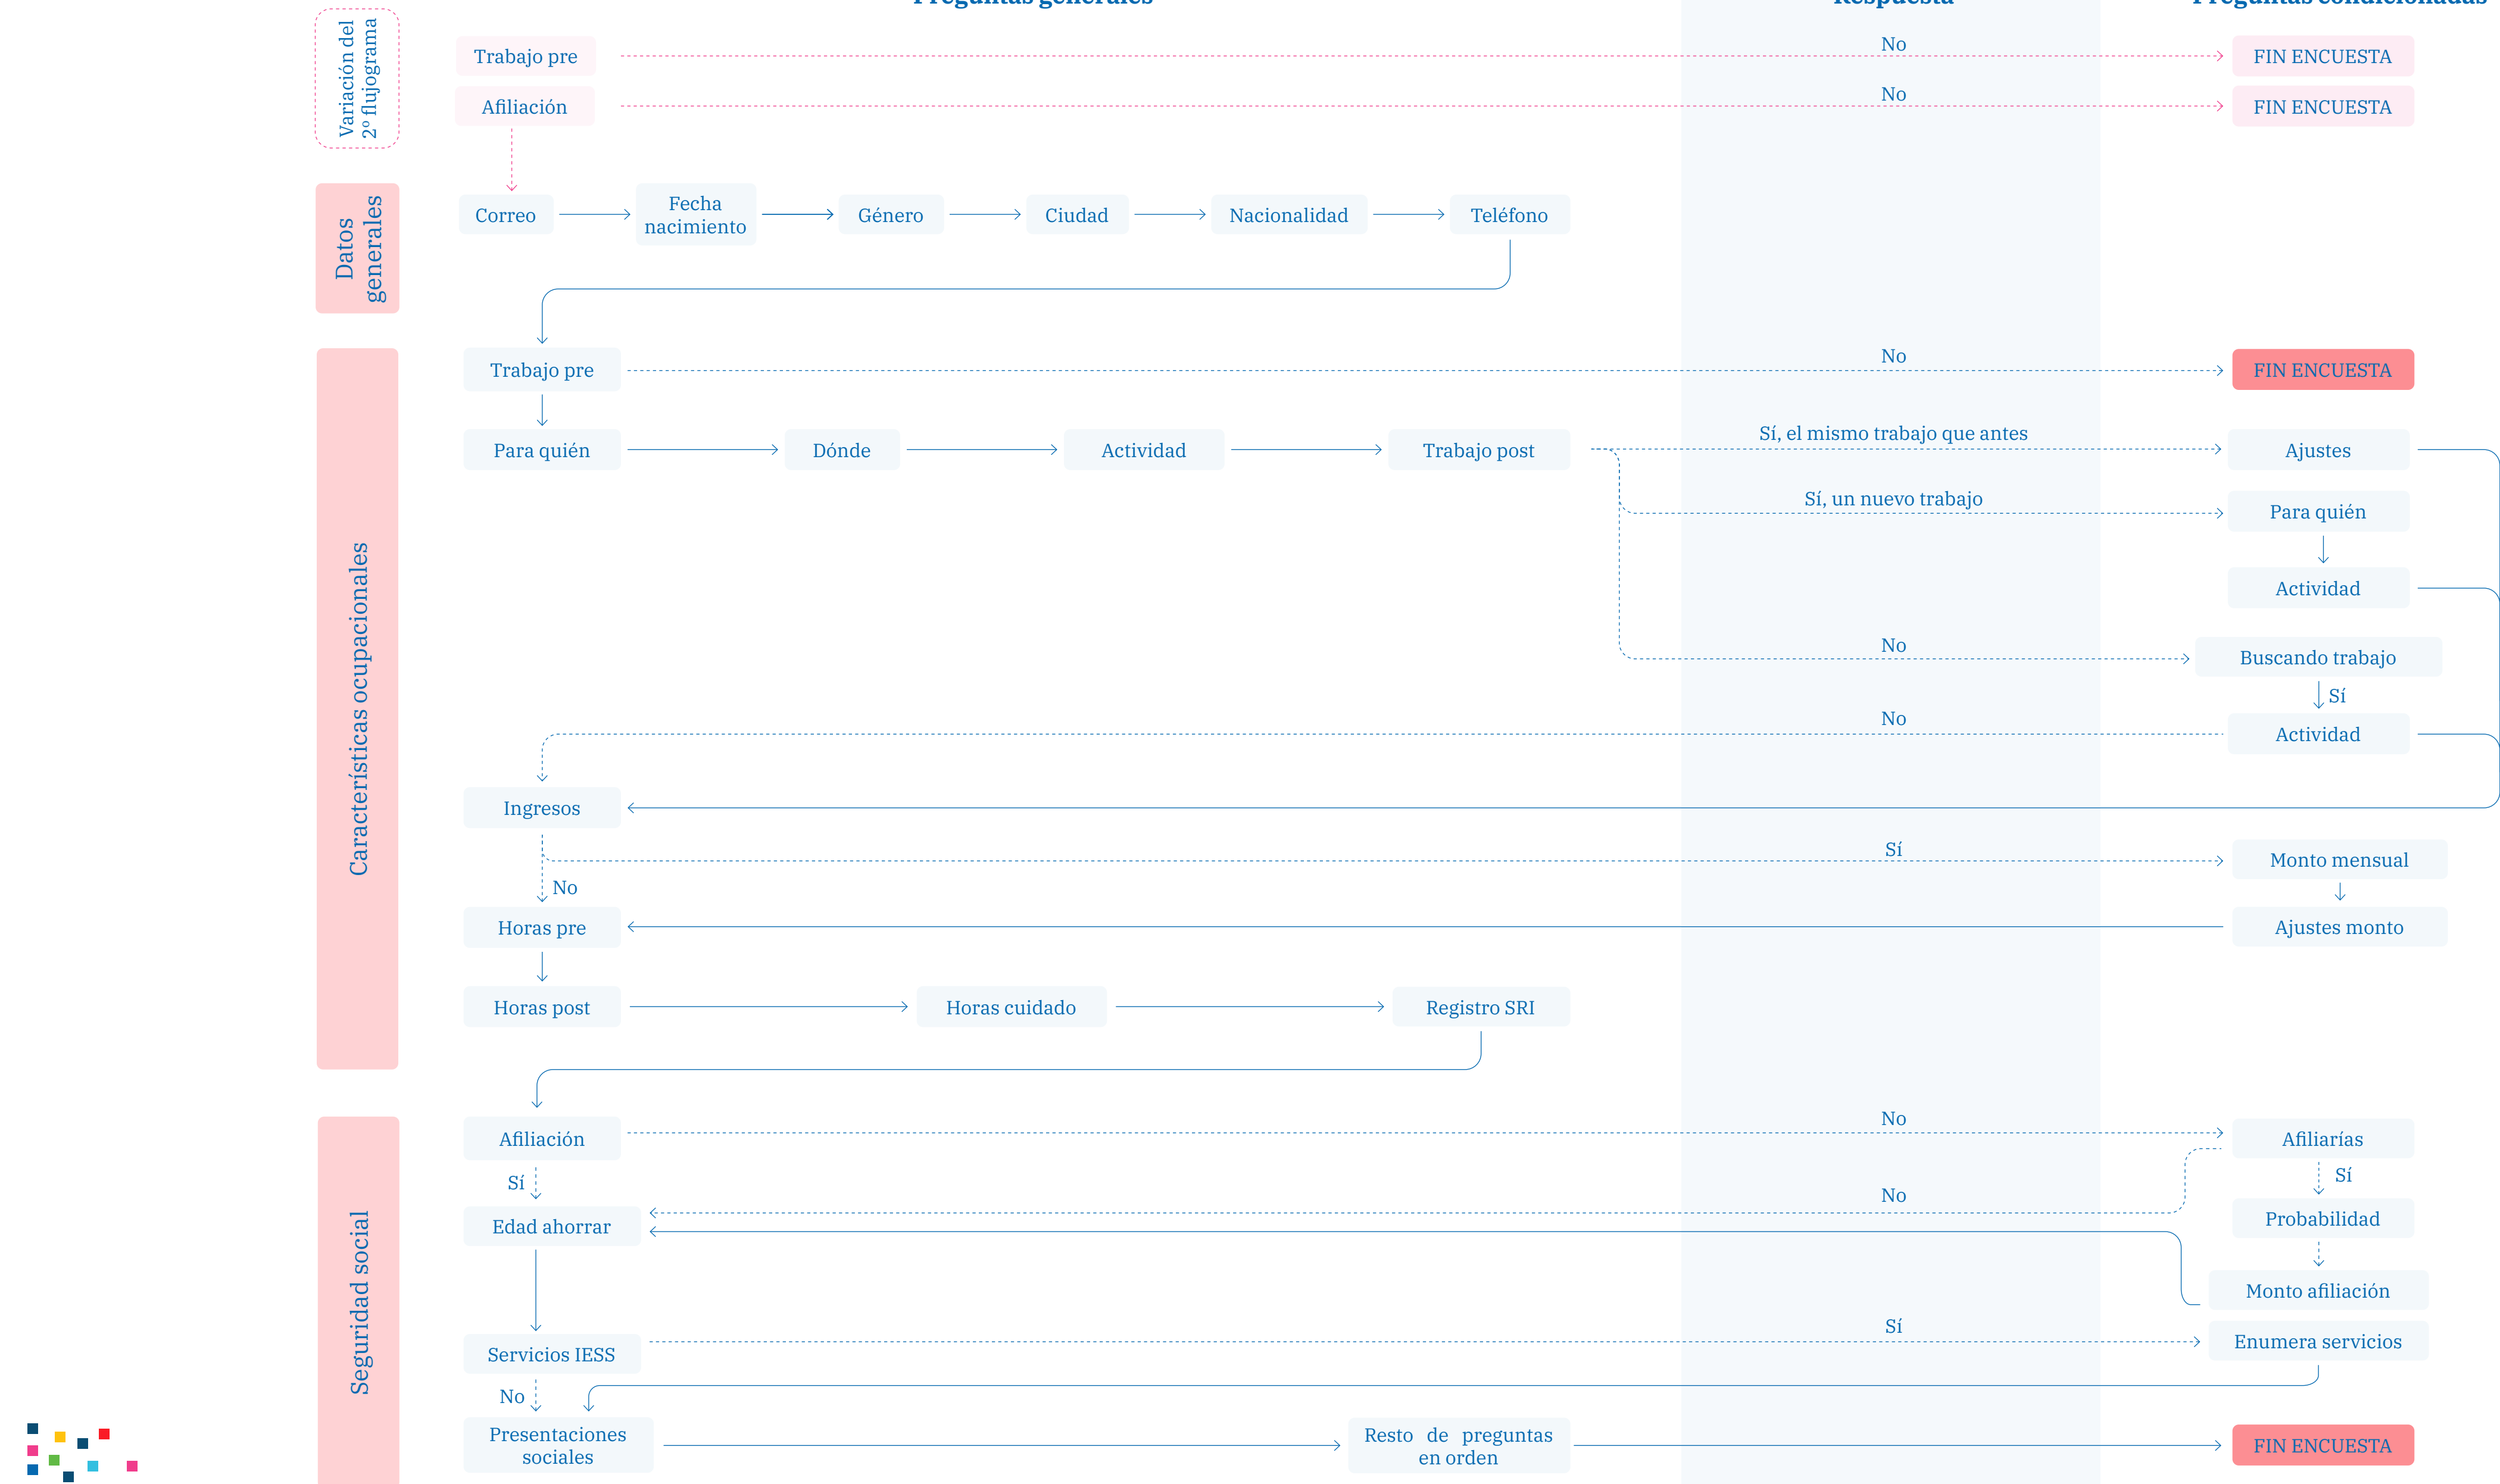 Preguntas generales
Respuesta
Preguntas condicionadas
Variación del
2º flujograma
Trabajo pre
No
FIN ENCUESTA
Afiliación
No
FIN ENCUESTA
Datos
generales
Correo
Fecha
nacimiento
Género
Ciudad
Nacionalidad
Teléfono
Características ocupacionales
Trabajo pre
No
FIN ENCUESTA
Para quién
Dónde
Actividad
Trabajo post
Sí, el mismo trabajo que antes
Ajustes
Sí, un nuevo trabajo
Para quién
Actividad
No
Buscando trabajo
Sí
No
Actividad
Ingresos
Sí
Monto mensual
No
Horas pre
Ajustes monto
Horas post
Horas cuidado
Registro SRI
Seguridad social
Afiliación
No
Afiliarías
Sí
Sí
No
Edad ahorrar
Probabilidad
Monto afiliación
Servicios IESS
Sí
Enumera servicios
No
Presentaciones
sociales
Resto de preguntas
en orden
FIN ENCUESTA